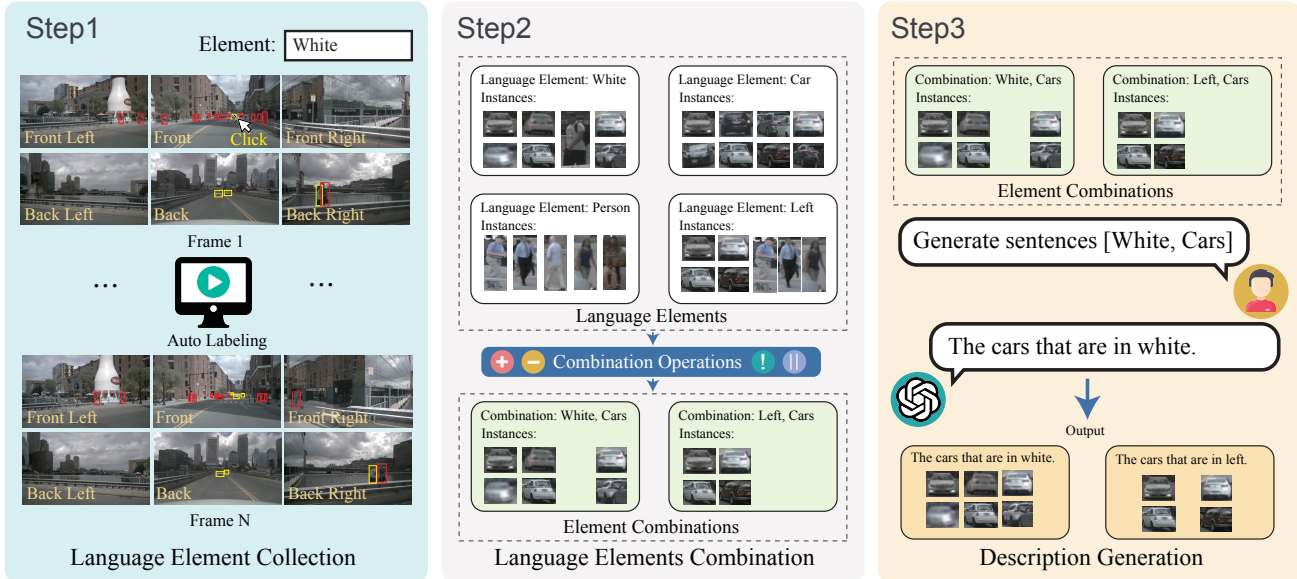 Step1
Element: White
Front Left
Front
Click
Front Right
Back Left
Back
Back Right
Frame 1
...
...
Auto Labeling
Front Left
Front
Front Right
Back Left
Back
Back Right
Frame N
Language Element Collection
Step2
Language Element: White
Instances:
Language Element: Car
Instances:
Language Element: Person
Instances:
Language Element: Left
Instances:
Language Elements
+ − Combination Operations ! ||
Combination: White, Cars
Instances:
Combination: Left, Cars
Instances:
Element Combinations
Language Elements Combination
Step3
Combination: White, Cars
Instances:
Combination: Left, Cars
Instances:
Element Combinations
Generate sentences [White, Cars]
The cars that are in white.
Output
The cars that are in white.
The cars that are in left.
Description Generation